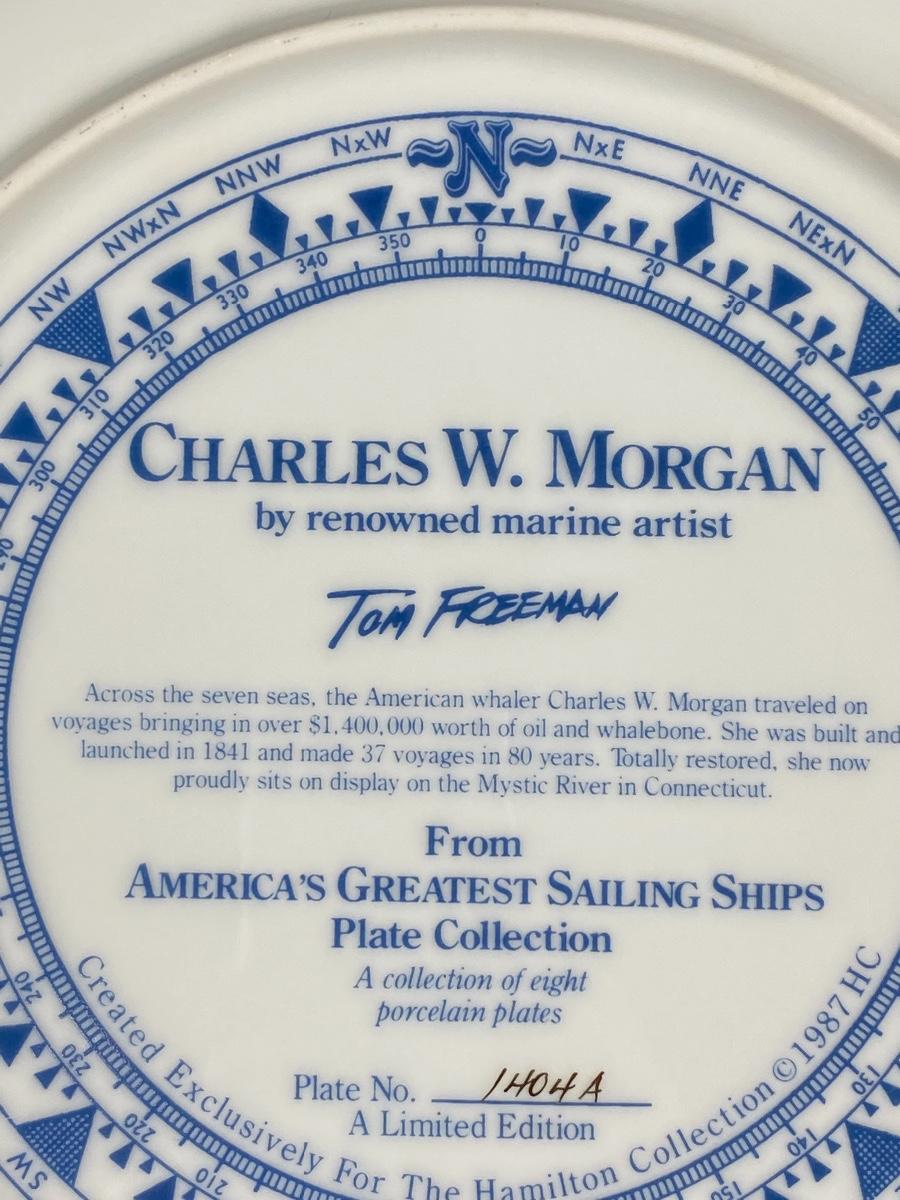 NW NWxN NNW NxW N NxE NNE NExN
290 300 310 320 330 340 350 0 10 20 30 40 50
CHARLES W. MORGAN
by renowned marine artist
TOM FREEMAN
Across the seven seas, the American whaler Charles W. Morgan traveled on
voyages bringing in over $1,400,000 worth of oil and whalebone. She was built and
launched in 1841 and made 37 voyages in 80 years. Totally restored, she now
proudly sits on display on the Mystic River in Connecticut.
From
AMERICA'S GREATEST SAILING SHIPS
Plate Collection
A collection of eight
porcelain plates
Plate No. 1404A
A Limited Edition
Created Exclusively For The Hamilton Collection © 1987 HC
240 230 220 210 150 140 130
SW